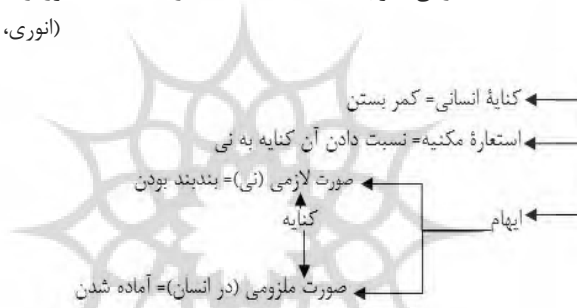 (انوری،
کنایهٔ انسانی= کمر بستن
استعارهٔ مکنیه= نسبت دادن آن کنایه به نی
صورت لازمی (نی)= بندبند بودن
کنایه
ایهام
صورت ملزومی (در انسان)= آماده شدن